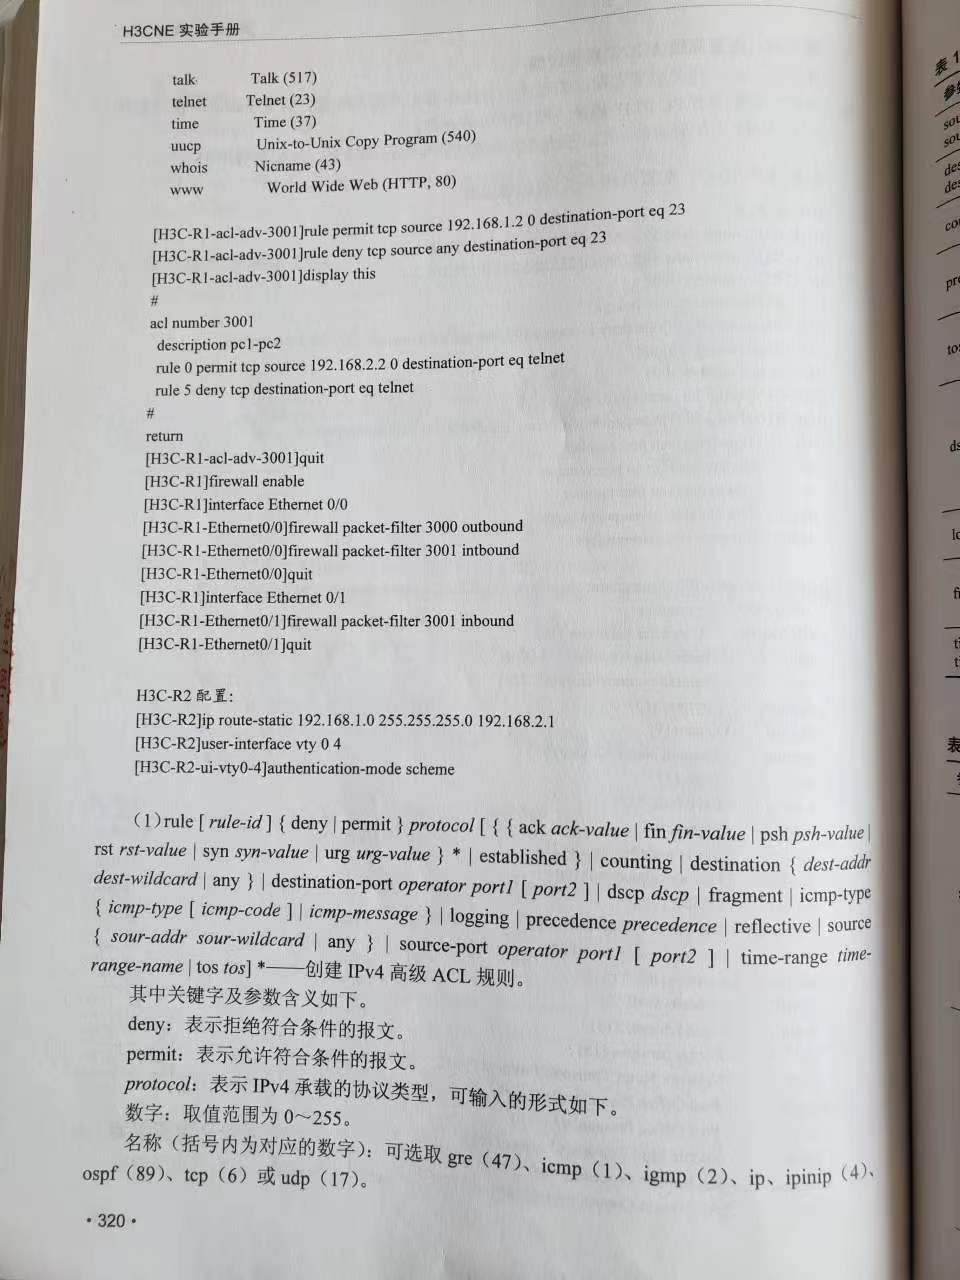 H3CNE 实验手册
talk Talk (517)
telnet Telnet (23)
time Time (37)
uucp Unix-to-Unix Copy Program (540)
whois Nicname (43)
www World Wide Web (HTTP, 80)
[H3C-R1-acl-adv-3001]rule permit tcp source 192.168.1.2 0 destination-port eq 23
[H3C-R1-acl-adv-3001]rule deny tcp source any destination-port eq 23
[H3C-R1-acl-adv-3001]display this
#
acl number 3001
description pc1-pc2
rule 0 permit tcp source 192.168.2.2 0 destination-port eq telnet
rule 5 deny tcp destination-port eq telnet
#
return
[H3C-R1-acl-adv-3001]quit
[H3C-R1]firewall enable
[H3C-R1]interface Ethernet 0/0
[H3C-R1-Ethernet0/0]firewall packet-filter 3000 outbound
[H3C-R1-Ethernet0/0]firewall packet-filter 3001 intbound
[H3C-R1-Ethernet0/0]quit
[H3C-R1]interface Ethernet 0/1
[H3C-R1-Ethernet0/1]firewall packet-filter 3001 inbound
[H3C-R1-Ethernet0/1]quit
H3C-R2 配置:
[H3C-R2]ip route-static 192.168.1.0 255.255.255.0 192.168.2.1
[H3C-R2]user-interface vty 0 4
[H3C-R2-ui-vty0-4]authentication-mode scheme
（1）rule [ rule-id ] { deny | permit } protocol [ { { ack ack-value | fin fin-value | psh psh-value |
rst rst-value | syn syn-value | urg urg-value } * | established } | counting | destination { dest-addr
dest-wildcard | any } | destination-port operator port1 [ port2 ] | dscp dscp | fragment | icmp-type
{ icmp-type [ icmp-code ] | icmp-message } | logging | precedence precedence | reflective | source
{ sour-addr sour-wildcard | any } | source-port operator port1 [ port2 ] | time-range time-
range-name | tos tos] *——创建 IPv4 高级 ACL 规则。
其中关键字及参数含义如下。
deny：表示拒绝符合条件的报文。
permit：表示允许符合条件的报文。
protocol：表示 IPv4 承载的协议类型，可输入的形式如下。
数字：取值范围为 0～255。
名称（括号内为对应的数字）：可选取 gre（47）、icmp（1）、igmp（2）、ip、ipinip（4）、
ospf（89）、tcp（6）或 udp（17）。
·320·
表 1